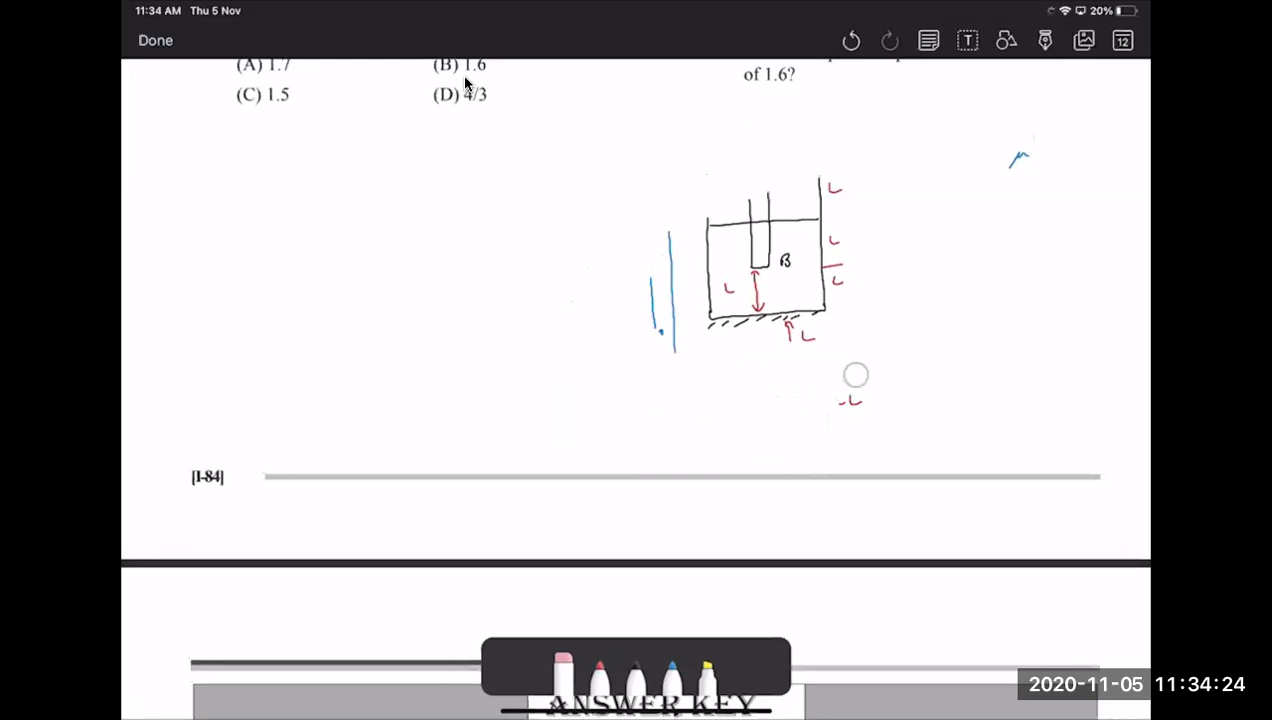 11:34 AM Thu 5 Nov
20%
Done
T
12
(A) 1.7 (B) 1.6
of 1.6?
(C) 1.5 (D) 4/3
μ
L
L
B
L
L
L
-L
[I-84]
2020-11-05 11:34:24
ANSWER KEY